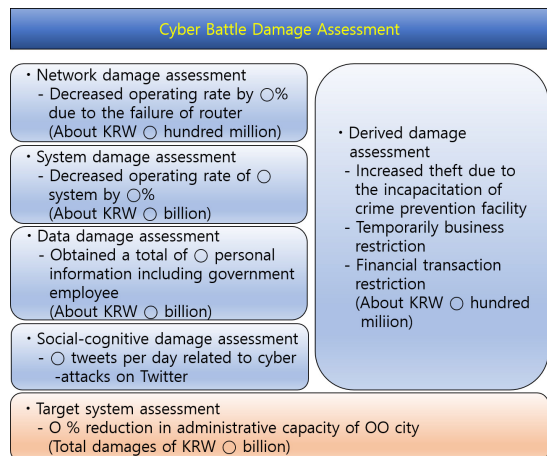 Cyber Battle Damage Assessment
· Network damage assessment
- Decreased operating rate by ○%
due to the failure of router
(About KRW ○ hundred million)
· System damage assessment
- Decreased operating rate of ○
system by ○%
(About KRW ○ billion)
· Data damage assessment
- Obtained a total of ○ personal
information including government
employee
(About KRW ○ billion)
· Social-cognitive damage assessment
- ○ tweets per day related to cyber
-attacks on Twitter
· Derived damage
assessment
- Increased theft due to
the incapacitation of
crime prevention facility
- Temporarily business
restriction
- Financial transaction
restriction
(About KRW ○ hundred
miliion)
· Target system assessment
- O % reduction in administrative capacity of OO city
(Total damages of KRW ○ billion)